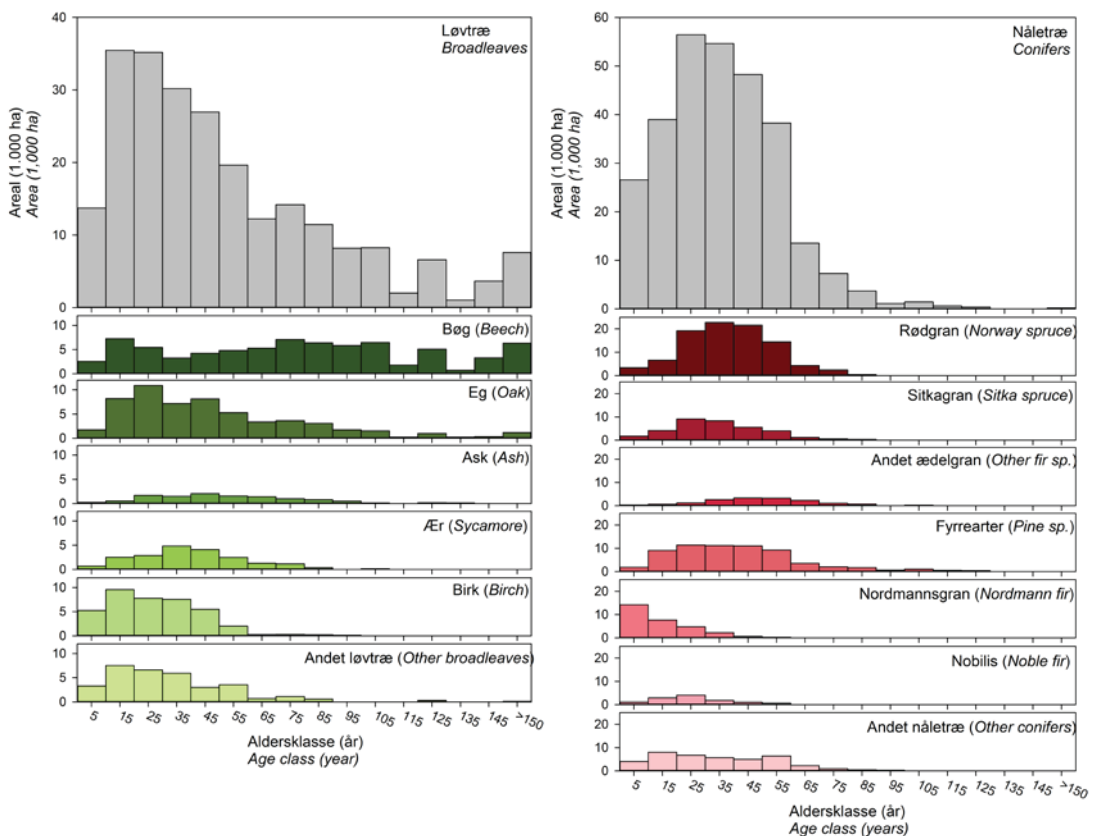 Løvtræ
Broadleaves
Areal (1.000 ha)
Area (1,000 ha)
40
30
20
10
0
Bøg (Beech)
10
5
0
Eg (Oak)
10
5
0
Ask (Ash)
10
5
0
Ær (Sycamore)
10
5
0
Birk (Birch)
10
5
0
Andet løvtræ (Other broadleaves)
10
5
0
5 15 25 35 45 55 65 75 85 95 105 115 125 135 145 >150
Aldersklasse (år)
Age class (year)
Nåletræ
Conifers
Areal (1.000 ha)
Area (1,000 ha)
60
50
40
30
20
10
0
Rødgran (Norway spruce)
20
10
0
Sitkagran (Sitka spruce)
20
10
0
Andet ædelgran (Other fir sp.)
20
10
0
Fyrrearter (Pine sp.)
20
10
0
Nordmannsgran (Nordmann fir)
20
10
0
Nobilis (Noble fir)
20
10
0
Andet nåletræ (Other conifers)
20
10
0
5 15 25 35 45 55 65 75 85 95 105 115 125 135 145 >150
Aldersklasse (år)
Age class (years)